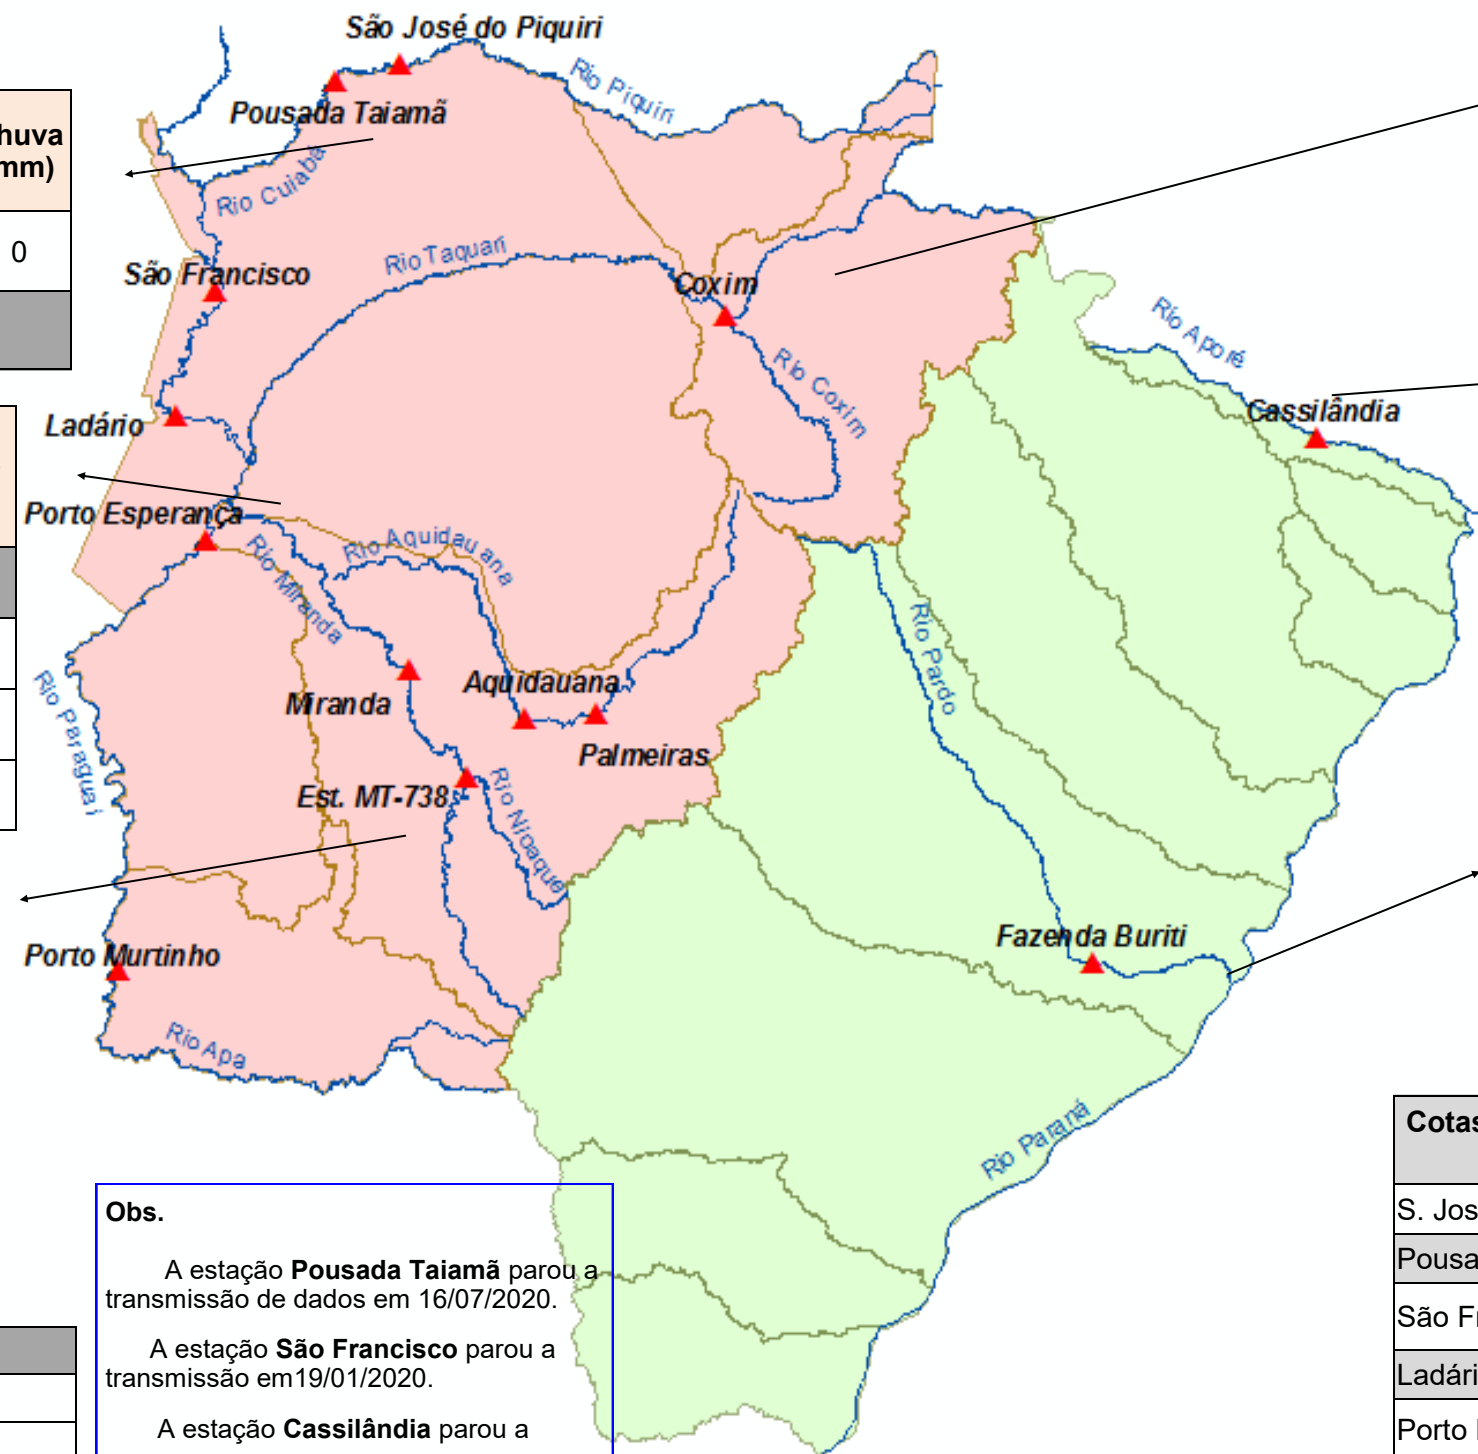 São José do Piquiri
Rio Piquiri
Pousada Taiamã
huva
mm)
0
Rio Cuiabá
Rio Taquari
São Francisco
Coxim
Rio Aporé
Rio Coxim
Cassilândia
Ladário
Porto Esperança
Rio Aquidauana
Rio Miranda
Rio Pardo
Rio Paraguai
Miranda
Aquidauana
Palmeiras
Est. MT-738
Rio Nioaque
Porto Murtinho
Fazenda Buriti
Rio Apa
Rio Paraná
Obs.
A estação Pousada Taiamã parou a
transmissão de dados em 16/07/2020.
A estação São Francisco parou a
transmissão em19/01/2020.
A estação Cassilândia parou a
Cotas
S. Jos
Pousa
São Fr
Ladári
Porto